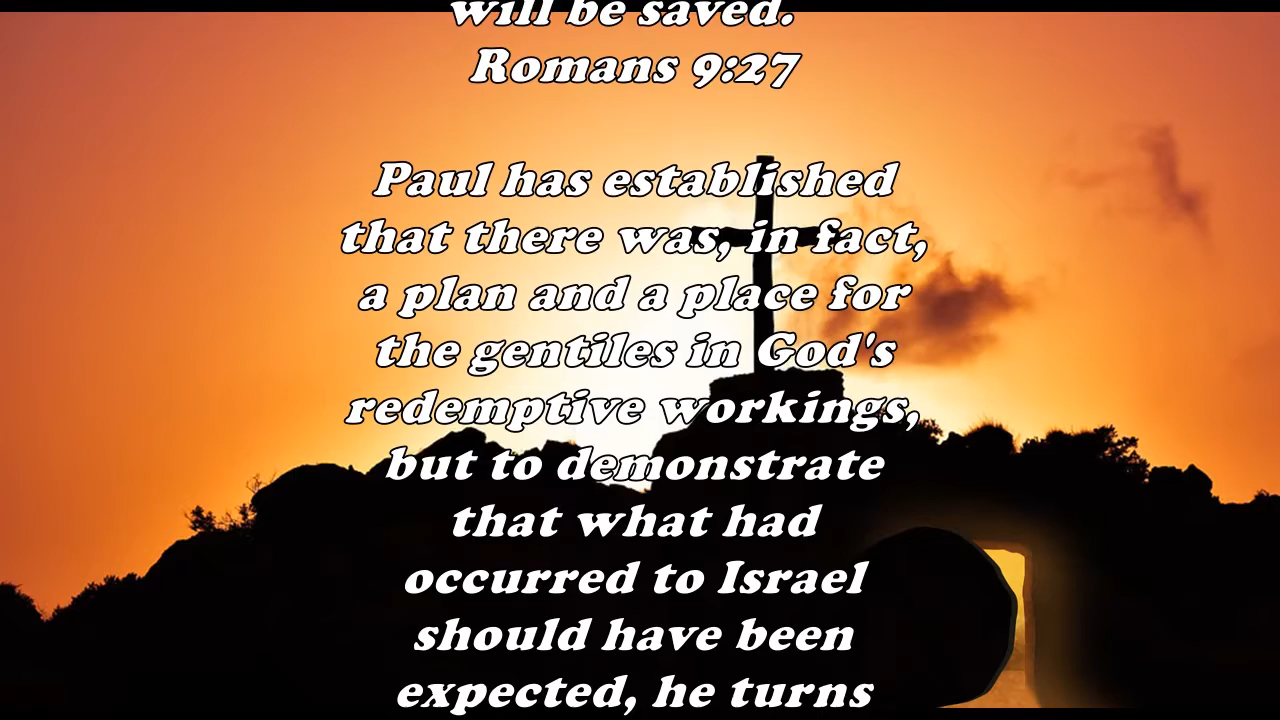 will be saved.
Romans 9:27
Paul has established
that there was, in fact,
a plan and a place for
the gentiles in God's
redemptive workings,
but to demonstrate
that what had
occurred to Israel
should have been
expected, he turns